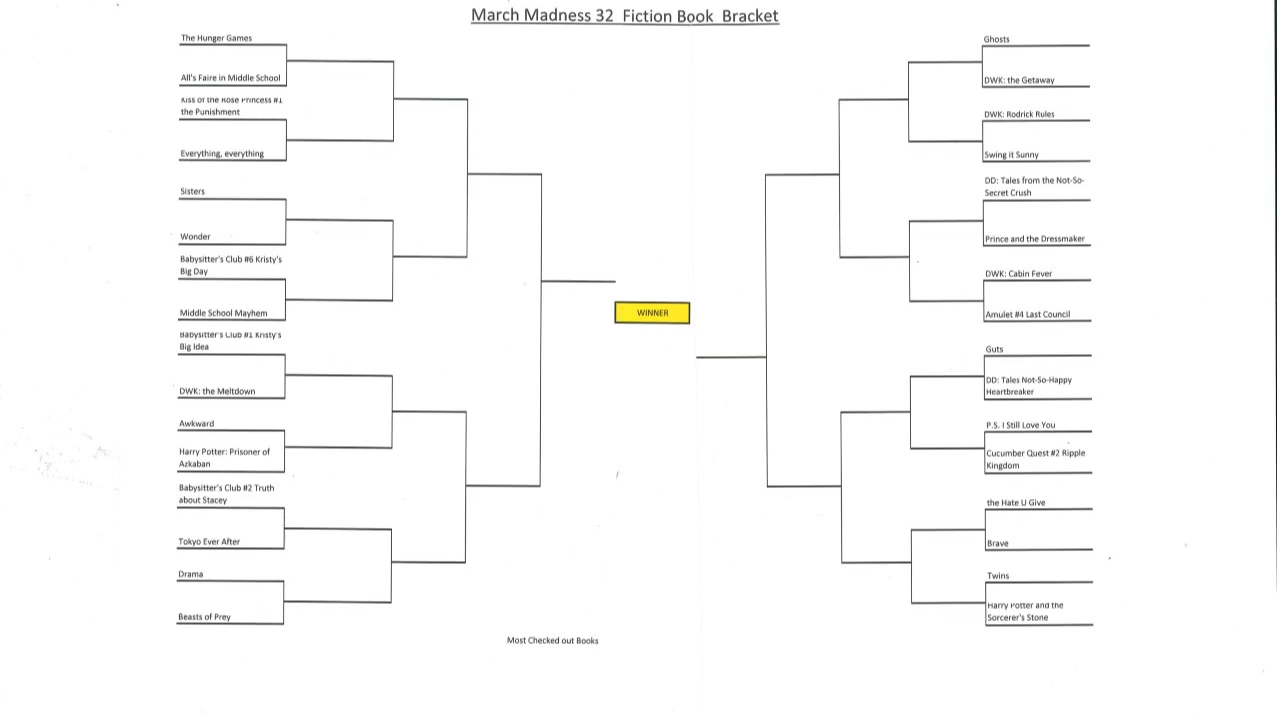 March Madness 32 Fiction Book Bracket
The Hunger Games
All's Faire in Middle School
Kiss of the Rose Princess #1
the Punishment
Everything, everything
Sisters
Wonder
Babysitter's Club #6 Kristy's
Big Day
Middle School Mayhem
Babysitter's Club #1 Kristy's
Big Idea
DWK: the Meltdown
Awkward
Harry Potter: Prisoner of
Azkaban
Babysitter's Club #2 Truth
about Stacey
Tokyo Ever After
Drama
Beasts of Prey
WINNER
Most Checked out Books
Ghosts
DWK: the Getaway
DWK: Rodrick Rules
Swing it Sunny
DD: Tales from the Not-So-
Secret Crush
Prince and the Dressmaker
DWK: Cabin Fever
Amulet #4 Last Council
Guts
DD: Tales Not-So-Happy
Heartbreaker
P.S. I Still Love You
Cucumber Quest #2 Ripple
Kingdom
the Hate U Give
Brave
Twins
Harry Potter and the
Sorcerer's Stone